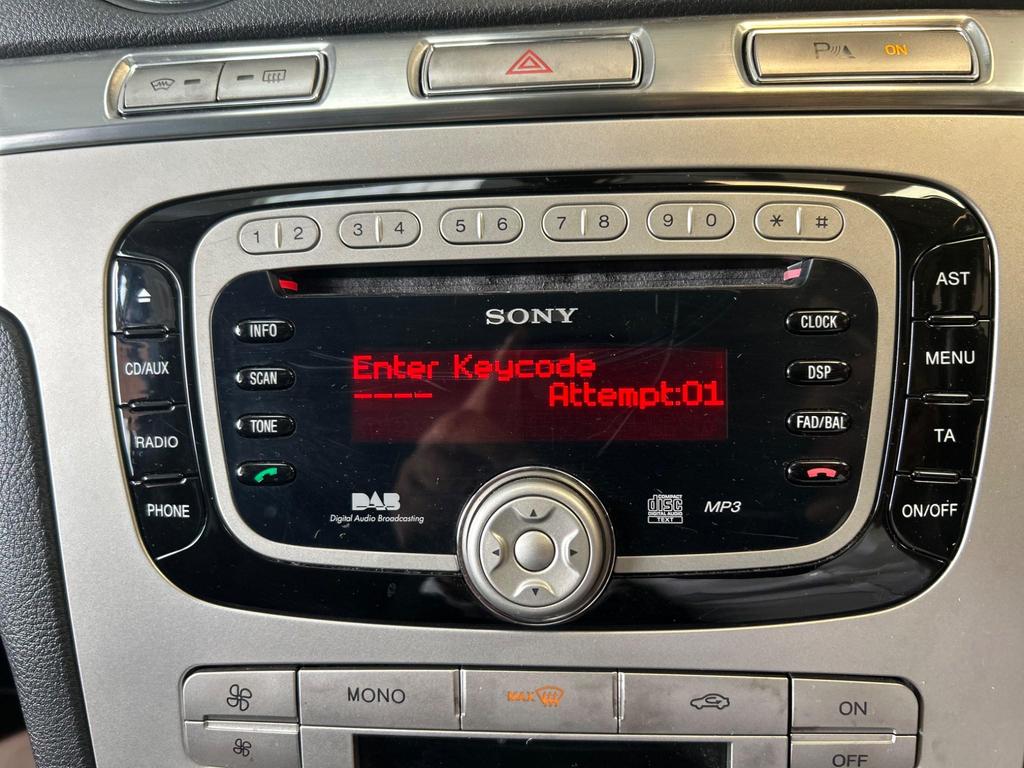 P ON
1 2 3 4 5 6 7 8 9 0 * #
SONY
AST
INFO
CLOCK
CD/AUX
Enter Keycode
MENU
SCAN
DSP
---- Attempt:01
TONE
FAD/BAL
RADIO
TA
PHONE
DAB
Digital Audio Broadcasting
COMPACT
disc
DIGITAL AUDIO
TEXT
MP3
ON/OFF
MONO
MAX
ON
OFF